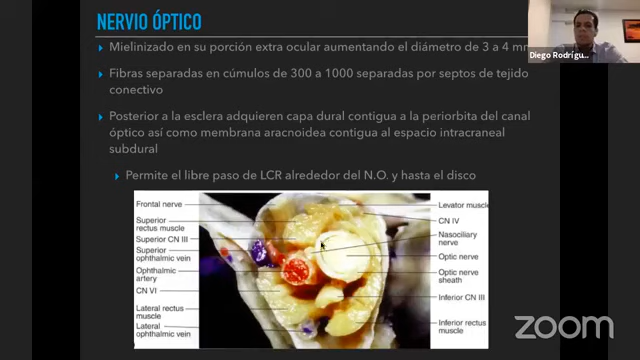 NERVIO ÓPTICO
Mielinizado en su porción extra ocular aumentando el diámetro de 3 a 4 mm
Diego Rodrígu...
Fibras separadas en cúmulos de 300 a 1000 separadas por septos de tejido
conectivo
Posterior a la esclera adquieren capa dural contigua a la periorbita del canal
óptico así como membrana aracnoidea contigua al espacio intracraneal
subdural
Permite el libre paso de LCR alrededor del N.O. y hasta el disco
Frontal nerve
Superior
rectus muscle
Superior CN III
Superior
ophthalmic vein
Ophthalmic
artery
CN VI
Lateral rectus
muscle
Lateral
ophthalmic vein
Levator muscle
CN IV
Nasociliary
nerve
Optic nerve
Optic nerve
sheath
Inferior CN III
Inferior rectus
muscle
zoom